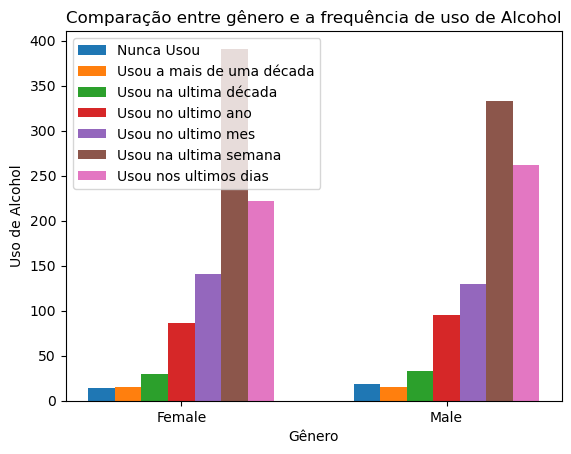 Comparação entre gênero e a frequência de uso de Alcohol
Uso de Alcohol
400
350
300
250
200
150
100
50
0
Nunca Usou
Usou a mais de uma década
Usou na ultima década
Usou no ultimo ano
Usou no ultimo mes
Usou na ultima semana
Usou nos ultimos dias
Female
Male
Gênero